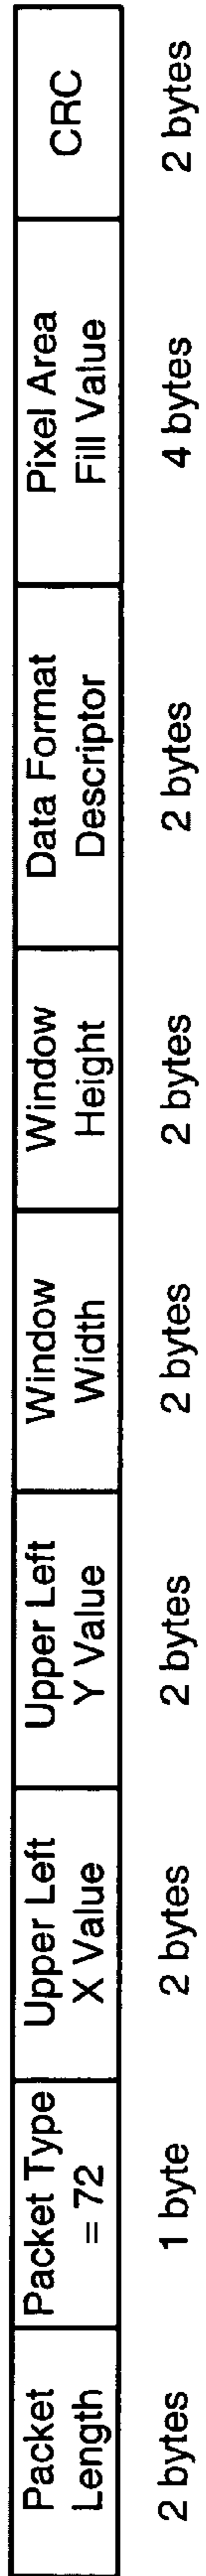 Packet
Length
Packet Type
= 72
Upper Left
X Value
Upper Left
Y Value
Window
Width
Window
Height
Data Format
Descriptor
Pixel Area
Fill Value
CRC
2 bytes
1 byte
2 bytes
2 bytes
2 bytes
2 bytes
2 bytes
4 bytes
2 bytes